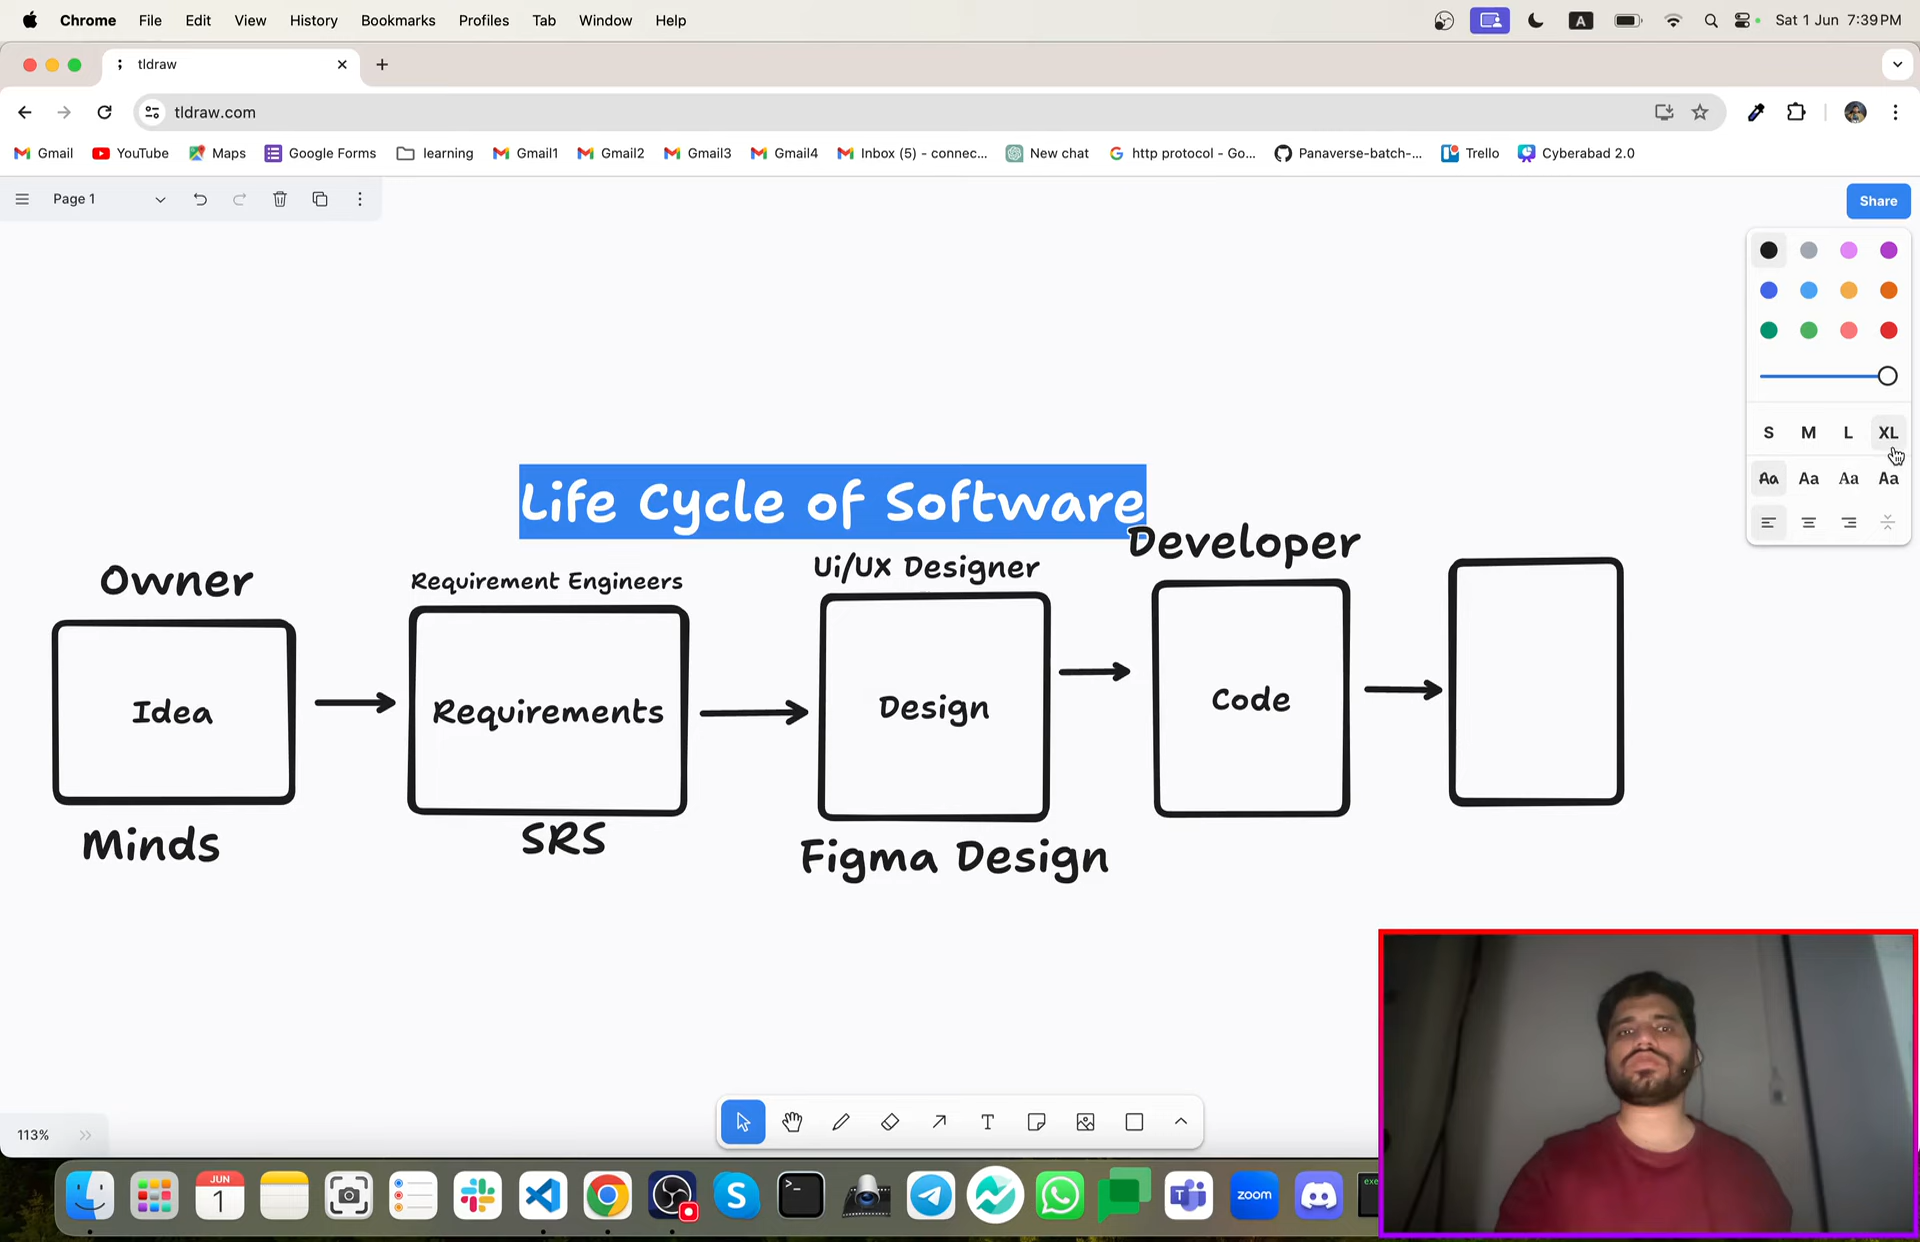 Chrome File Edit View History Bookmarks Profiles Tab Window Help
A Sat 1 Jun 7:39 PM
tldraw
tldraw.com
Gmail YouTube Maps Google Forms learning Gmail1 Gmail2 Gmail3 Gmail4 Inbox (5) - connec... New chat http protocol - Go... Panaverse-batch-... Trello Cyberabad 2.0
Page 1
Share
S M L XL
Aa Aa Aa Aa
Life Cycle of Software
Owner
Requirement Engineers
Ui/UX Designer
Developer
Idea
Requirements
Design
Code
Minds
SRS
Figma Design
113%
T
JUN
1
S
>_
T
zoom
exe